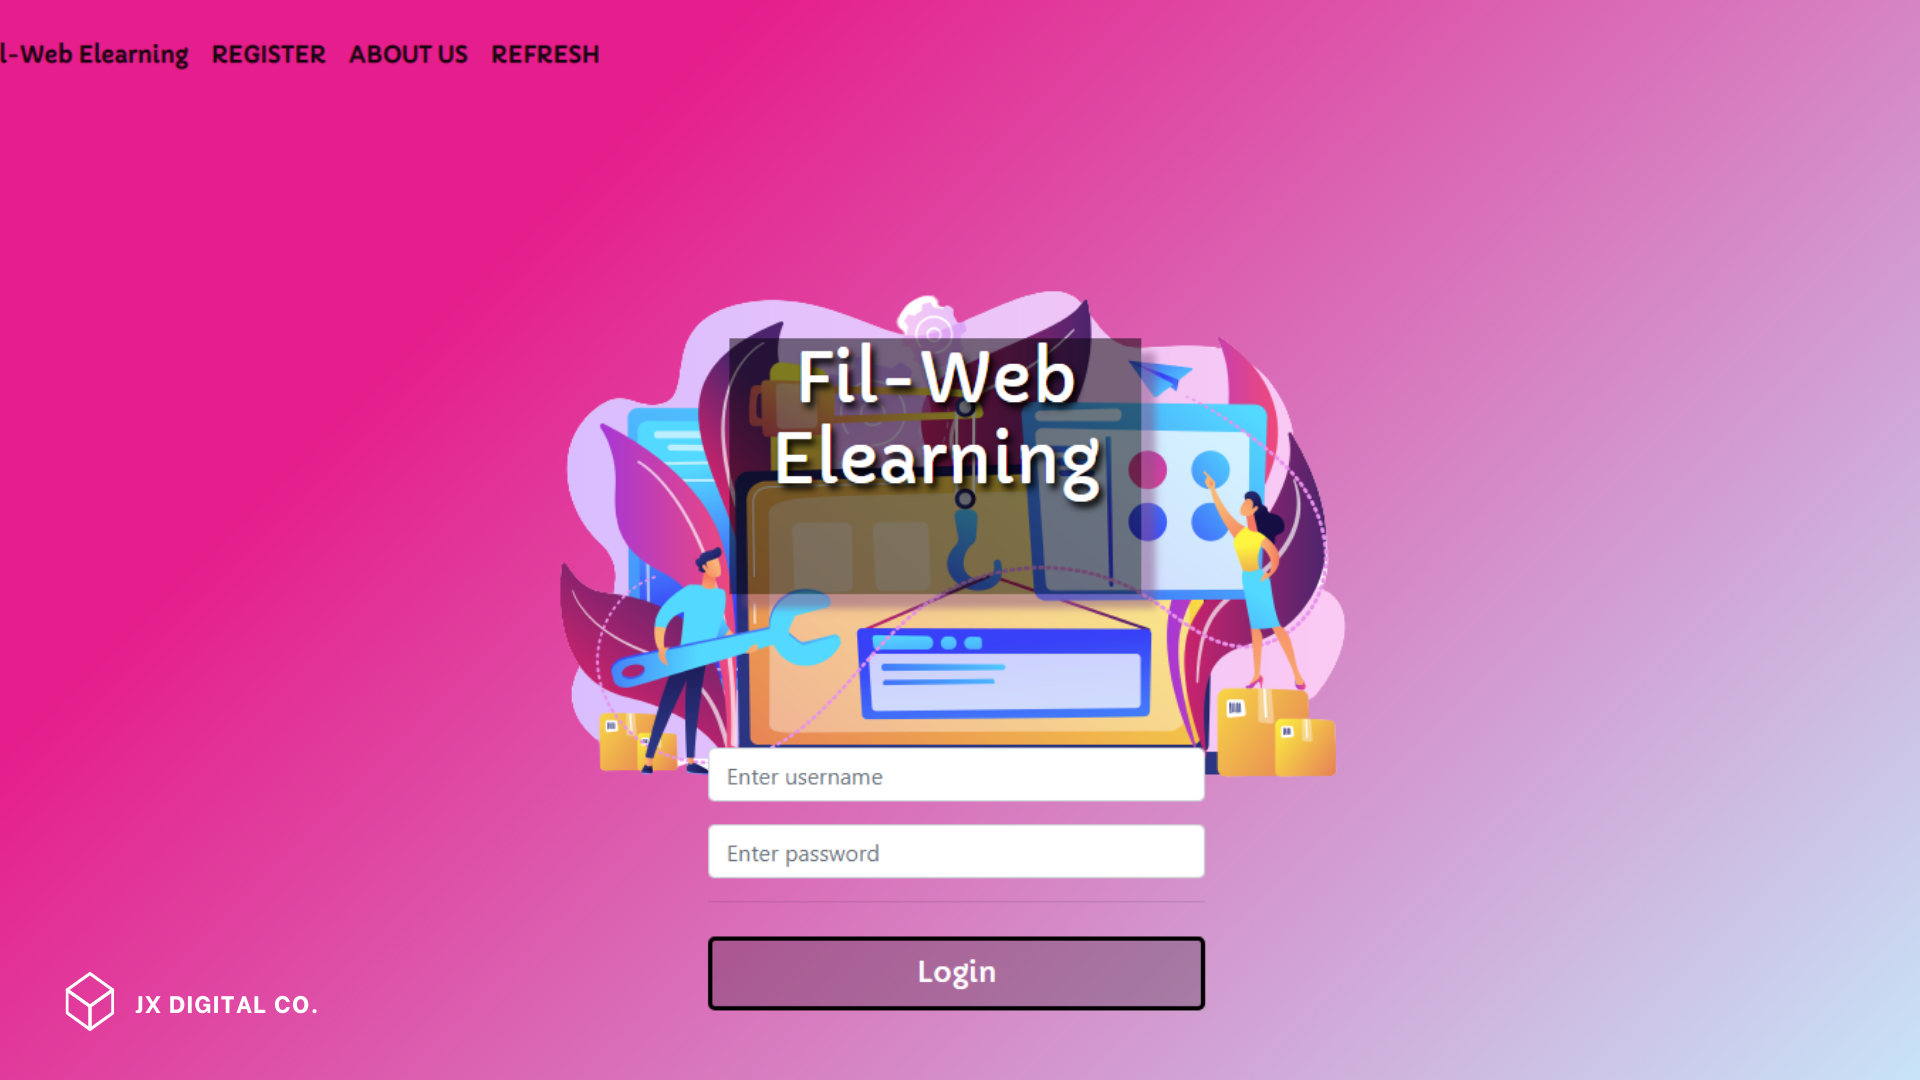 l-Web Elearning REGISTER ABOUT US REFRESH
Fil-Web
Elearning
Enter username
Enter password
Login
JX DIGITAL CO.